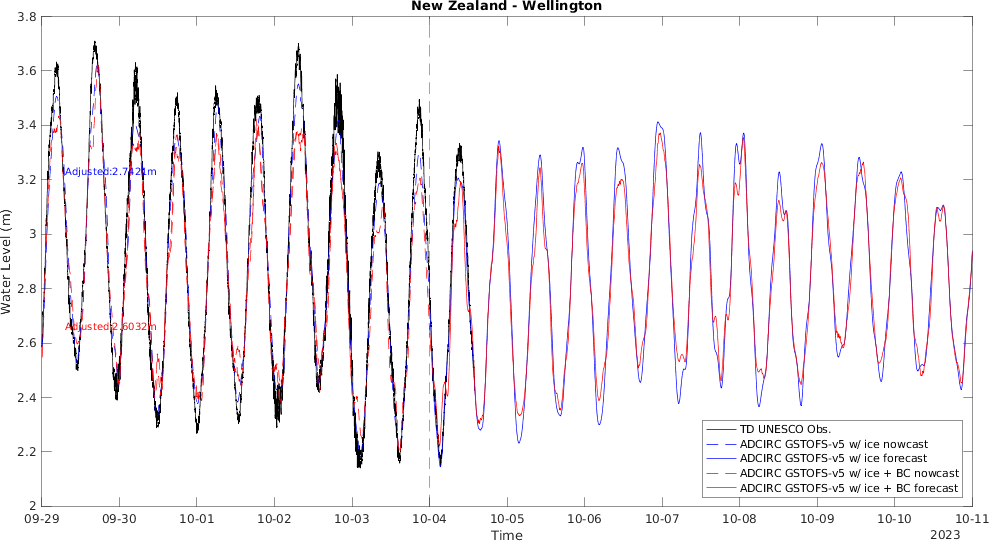 New Zealand - Wellington
3.8
3.6
3.4
3.2
3
2.8
2.6
2.4
2.2
2
Water Level (m)
Adjusted:2.7421m
Adjusted:2.6032m
TD UNESCO Obs.
ADCIRC GSTOFS-v5 w/ ice nowcast
ADCIRC GSTOFS-v5 w/ ice forecast
ADCIRC GSTOFS-v5 w/ ice + BC nowcast
ADCIRC GSTOFS-v5 w/ ice + BC forecast
09-29 09-30 10-01 10-02 10-03 10-04 10-05 10-06 10-07 10-08 10-09 10-10 10-11
Time
2023